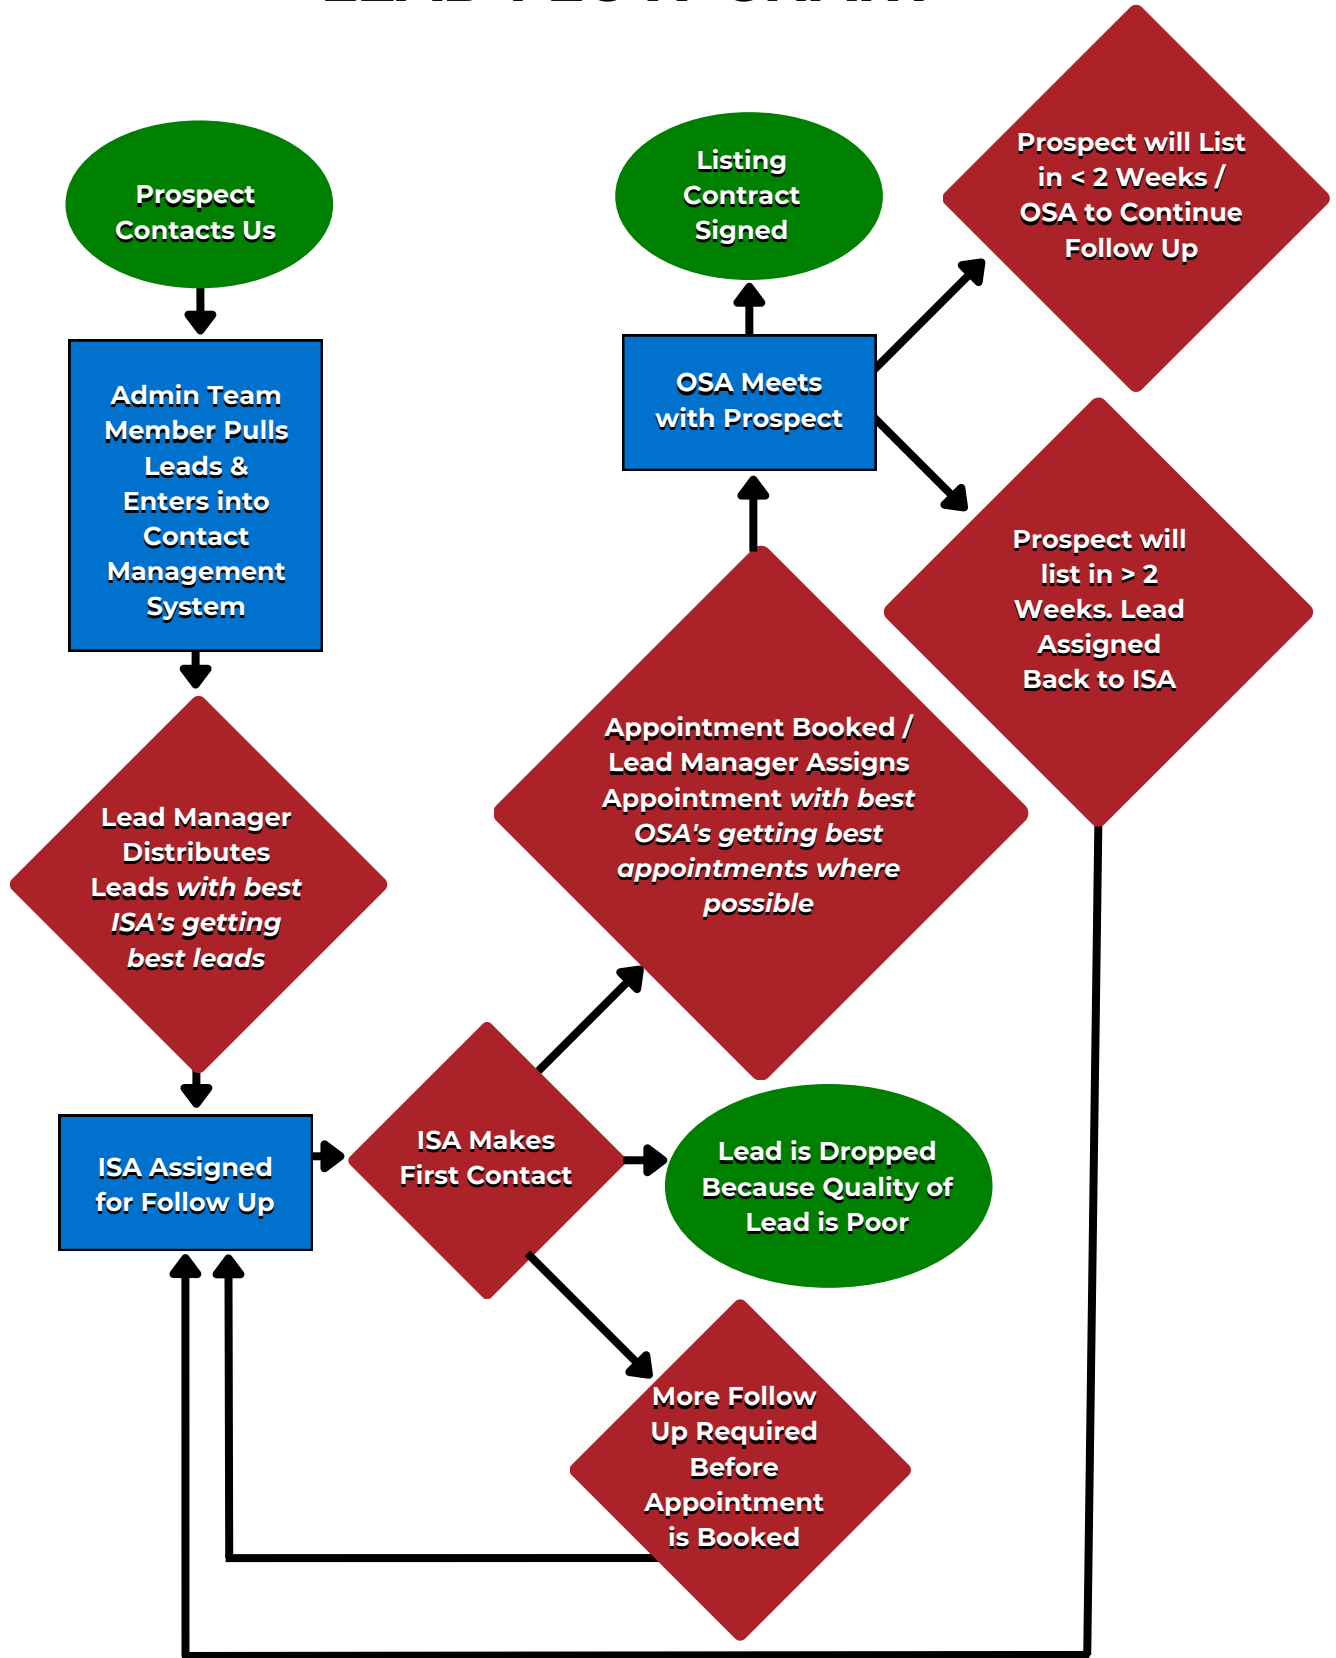 LEAD FLOW CHART
Prospect
Contacts Us
Admin Team
Member Pulls
Leads &
Enters into
Contact
Management
System
Lead Manager
Distributes
Leads with best
ISA's getting
best leads
ISA Assigned
for Follow Up
ISA Makes
First Contact
Appointment Booked /
Lead Manager Assigns
Appointment with best
OSA's getting best
appointments where
possible
Lead is Dropped
Because Quality of
Lead is Poor
More Follow
Up Required
Before
Appointment
is Booked
OSA Meets
with Prospect
Listing
Contract
Signed
Prospect will List
in < 2 Weeks /
OSA to Continue
Follow Up
Prospect will
list in > 2
Weeks. Lead
Assigned
Back to ISA